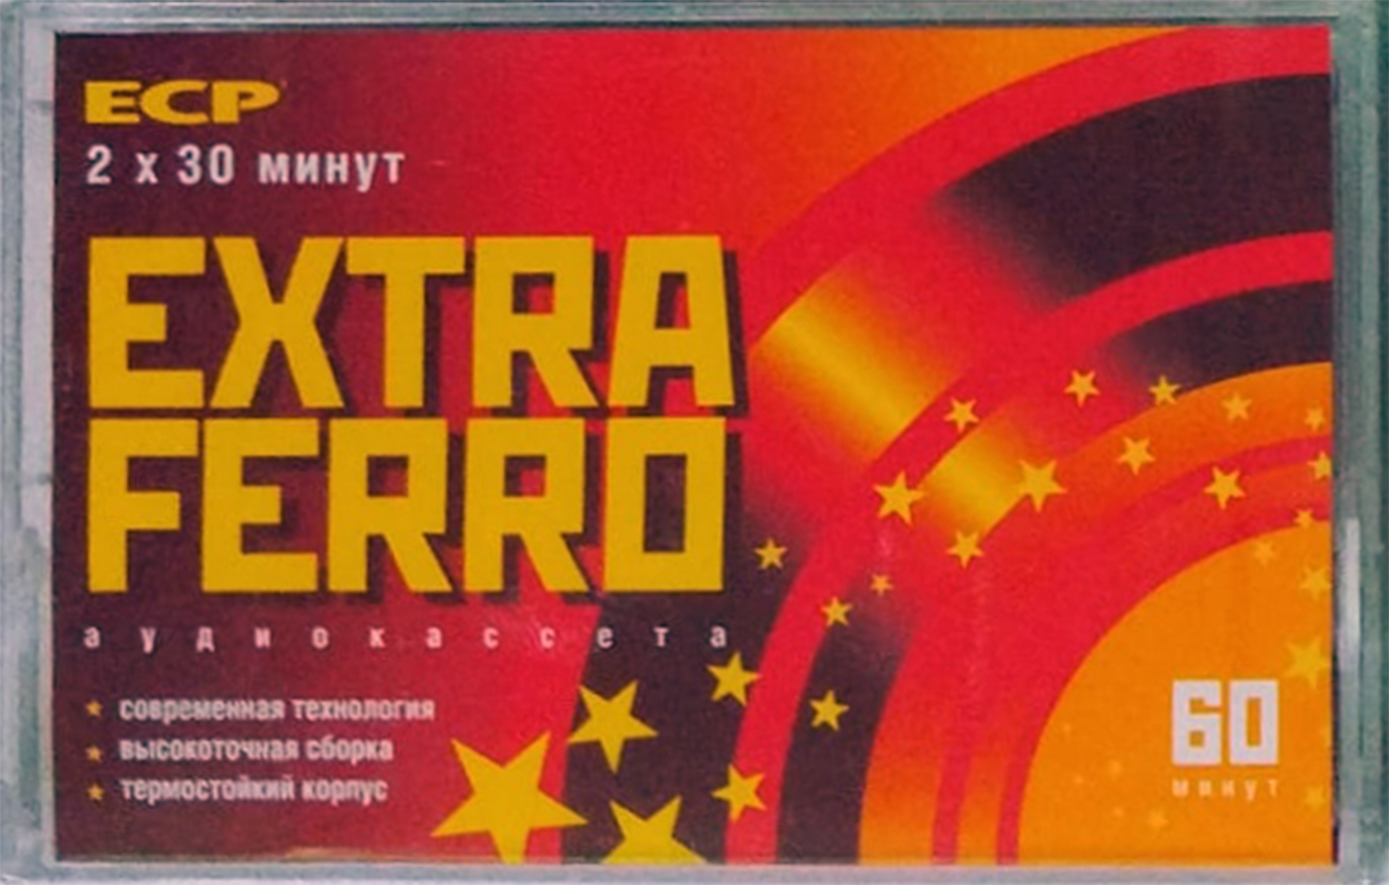 ECP
2 x 30 минут
EXTRA
FERRO
аудиокассета
современная технология
высокоточная сборка
термостойкий корпус
60
минут